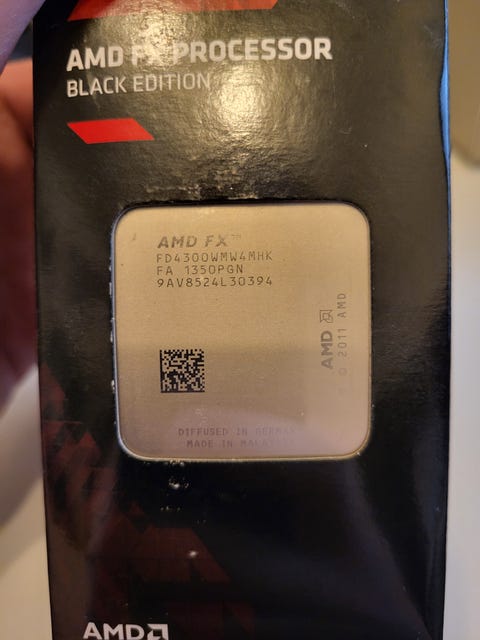 AMD FX PROCESSOR
BLACK EDITION
AMD FX™
FD4300WMW4MHK
FA 1350PGN
9AV8524L30394
AMD
© 2011 AMD
DIFFUSED IN GERMANY
MADE IN MALAYSIA
AMD